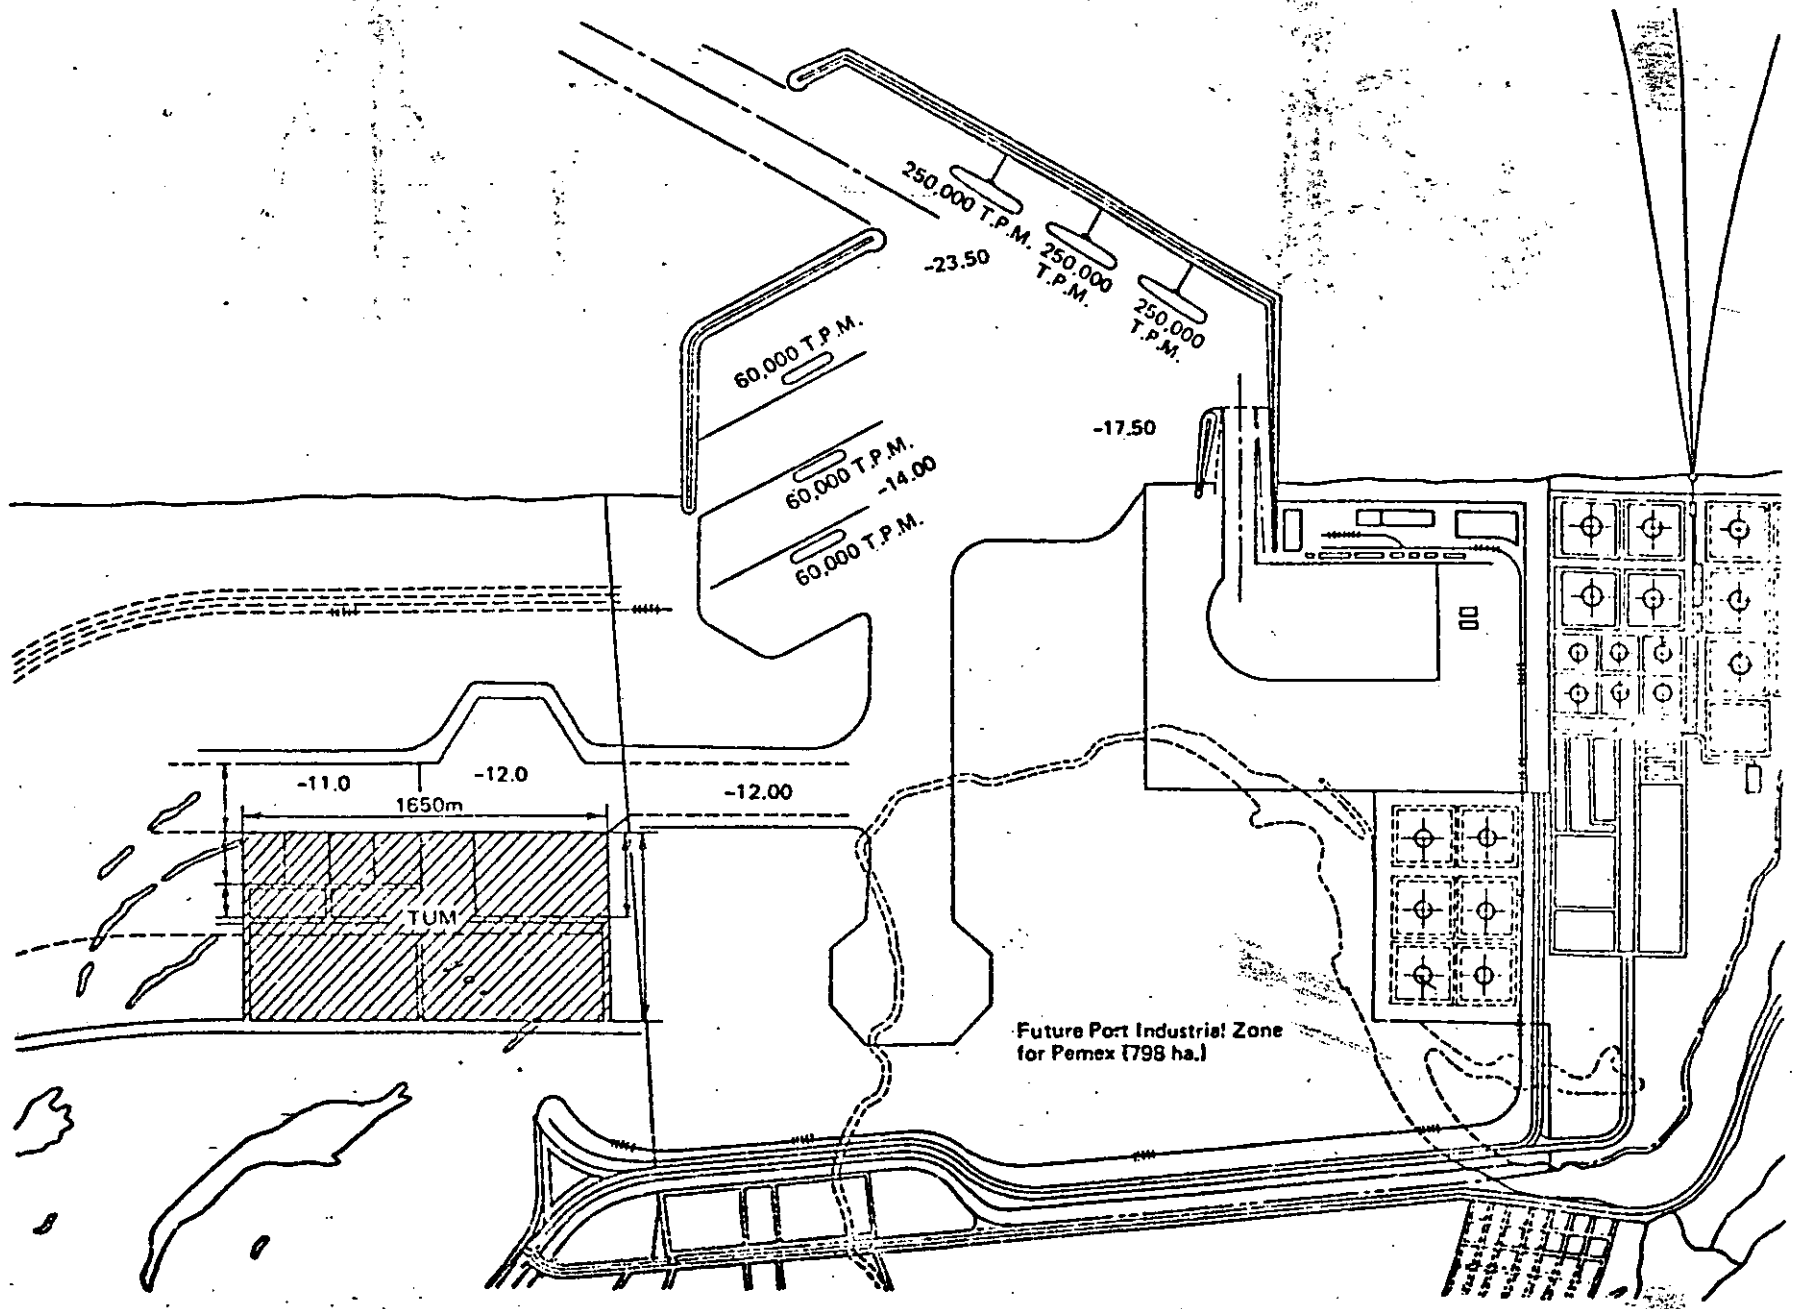 250,000 T.P.M.
250,000
T.P.M.
250,000
T.P.M.
-23.50
60,000 T.P.M.
-17.50
60,000 T.P.M.
-14.00
60,000 T.P.M.
-11.0
-12.0
-12.00
1650m
TUM
Future Port Industrial Zone
for Pemex (798 ha.)